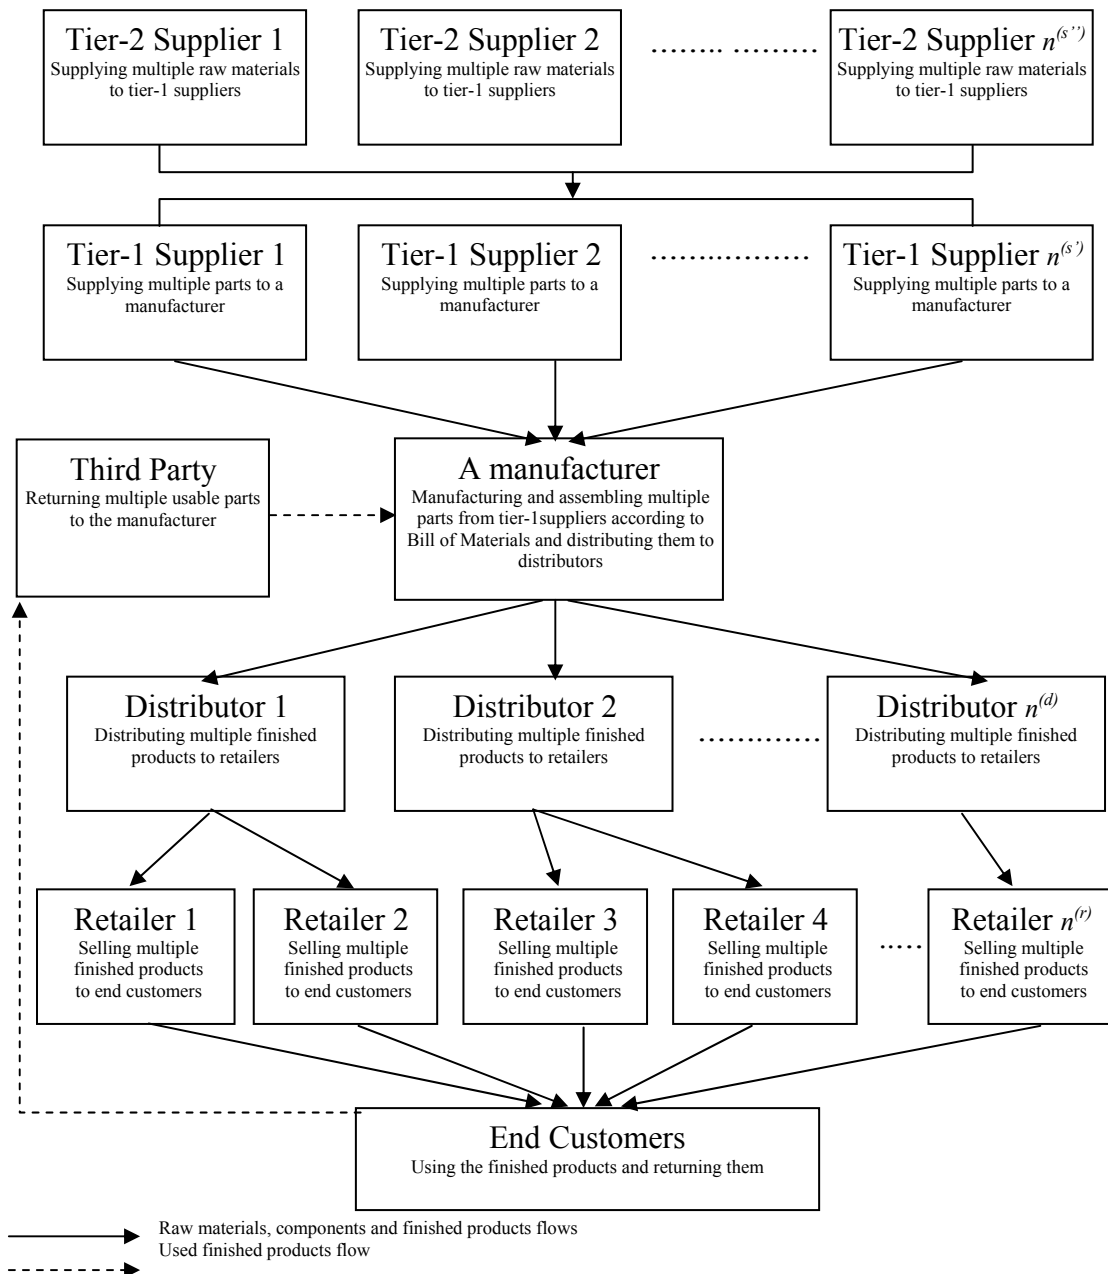 Tier-2 Supplier 1
Supplying multiple raw materials
to tier-1 suppliers
Tier-2 Supplier 2
Supplying multiple raw materials
to tier-1 suppliers
…….. ………
Tier-2 Supplier n(s’’)
Supplying multiple raw materials
to tier-1 suppliers
Tier-1 Supplier 1
Supplying multiple parts to a
manufacturer
Tier-1 Supplier 2
Supplying multiple parts to a
manufacturer
……..…………
Tier-1 Supplier n(s’)
Supplying multiple parts to a
manufacturer
Third Party
Returning multiple usable parts
to the manufacturer
A manufacturer
Manufacturing and assembling multiple
parts from tier-1suppliers according to
Bill of Materials and distributing them to
distributors
Distributor 1
Distributing multiple finished
products to retailers
Distributor 2
Distributing multiple finished
products to retailers
……………
Distributor n(d)
Distributing multiple finished
products to retailers
Retailer 1
Selling multiple
finished products
to end customers
Retailer 2
Selling multiple
finished products
to end customers
Retailer 3
Selling multiple
finished products
to end customers
Retailer 4
Selling multiple
finished products
to end customers
…..
Retailer n(r)
Selling multiple
finished products
to end customers
End Customers
Using the finished products and returning them
Raw materials, components and finished products flows
Used finished products flow